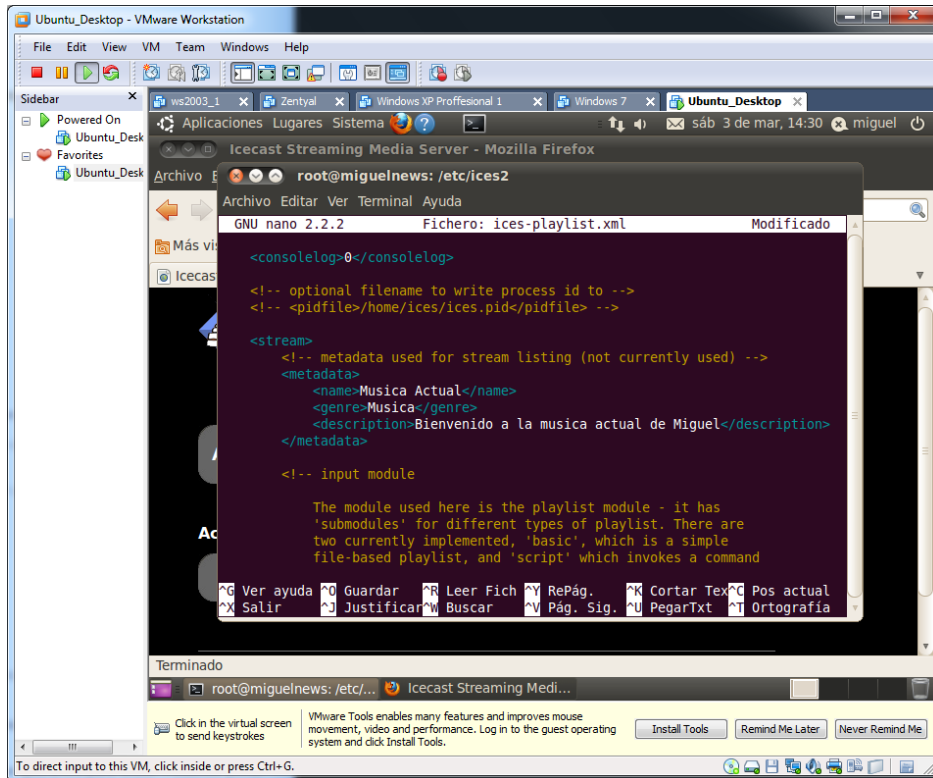 Ubuntu_Desktop - VMware Workstation
File Edit View VM Team Windows Help
Sidebar
ws2003_1 Zentyal Windows XP Proffesional 1 Windows 7 Ubuntu_Desktop
Powered On
Ubuntu_Desk
Favorites
Ubuntu_Desk
Aplicaciones Lugares Sistema sáb 3 de mar, 14:30 miguel
Icecast Streaming Media Server - Mozilla Firefox
Archivo
root@miguelnews: /etc/ices2
Archivo Editar Ver Terminal Ayuda
GNU nano 2.2.2 Fichero: ices-playlist.xml Modificado
Más vi
Icecas
<consolelog>0</consolelog>
<!-- optional filename to write process id to -->
<!-- <pidfile>/home/ices/ices.pid</pidfile> -->
<stream>
<!-- metadata used for stream listing (not currently used) -->
<metadata>
<name>Musica Actual</name>
<genre>Musica</genre>
<description>Bienvenido a la musica actual de Miguel</description>
</metadata>
<!-- input module
The module used here is the playlist module - it has
'submodules' for different types of playlist. There are
two currently implemented, 'basic', which is a simple
file-based playlist, and 'script' which invokes a command
Ac
^G Ver ayuda ^O Guardar ^R Leer Fich ^Y RePág. ^K Cortar Tex ^C Pos actual
^X Salir ^J Justificar ^W Buscar ^V Pág. Sig. ^U PegarTxt ^T Ortografía
Terminado
root@miguelnews: /etc/... Icecast Streaming Medi...
Click in the virtual screen
to send keystrokes
VMware Tools enables many features and improves mouse
movement, video and performance. Log in to the guest operating
system and click Install Tools.
Install Tools Remind Me Later Never Remind Me
To direct input to this VM, click inside or press Ctrl+G.